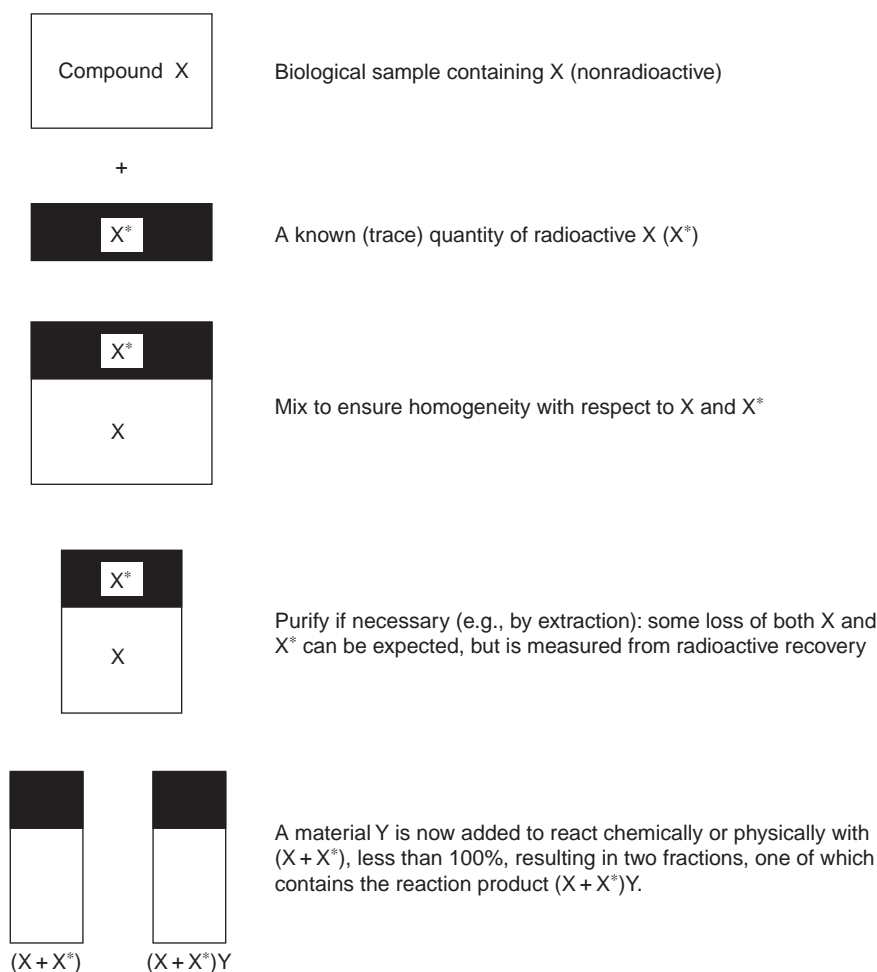 Compound X
Biological sample containing X (nonradioactive)
+
X*
A known (trace) quantity of radioactive X (X*)
X*
X
Mix to ensure homogeneity with respect to X and X*
X*
X
Purify if necessary (e.g., by extraction): some loss of both X and
X* can be expected, but is measured from radioactive recovery
A material Y is now added to react chemically or physically with
(X + X*), less than 100%, resulting in two fractions, one of which
contains the reaction product (X + X*)Y.
(X + X*)
(X + X*)Y